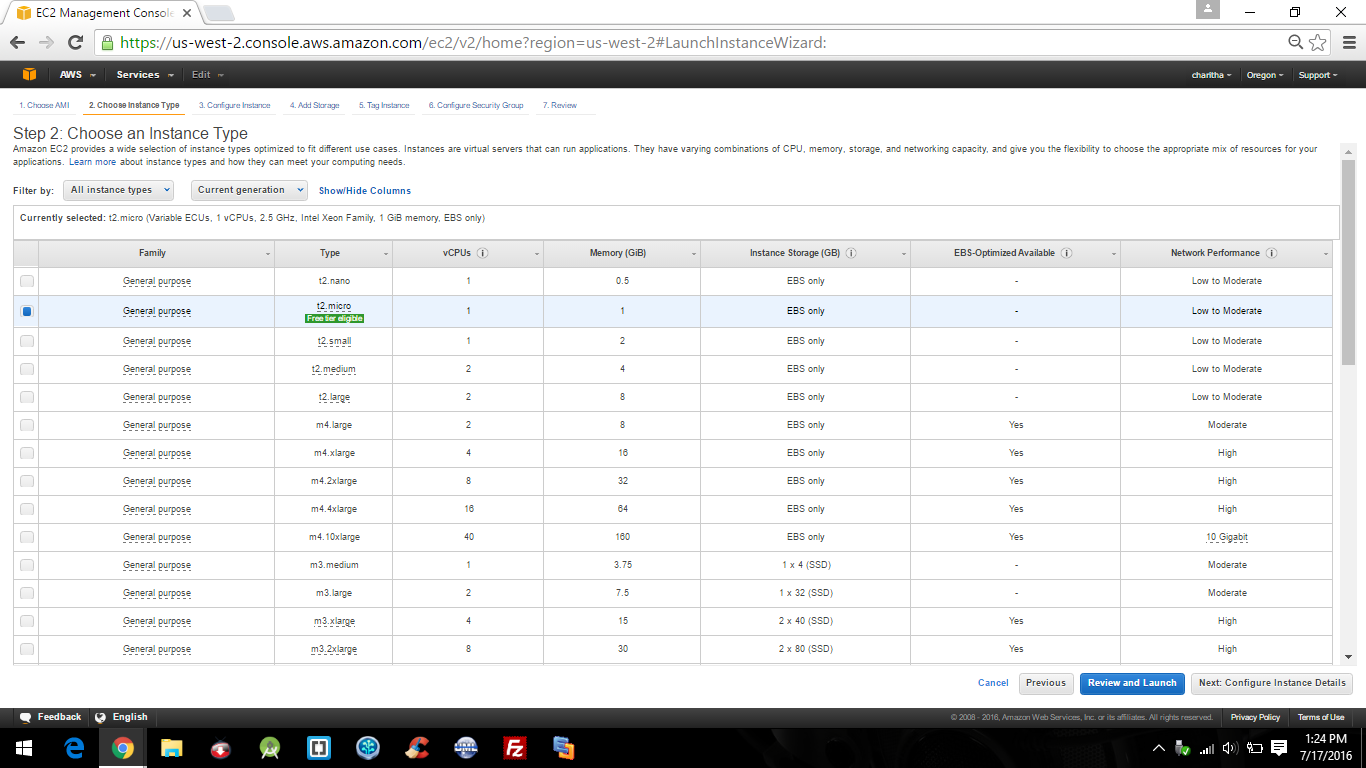 EC2 Management Console
https://us-west-2.console.aws.amazon.com/ec2/v2/home?region=us-west-2#LaunchInstanceWizard:
AWS Services Edit charitha Oregon Support
1. Choose AMI 2. Choose Instance Type 3. Configure Instance 4. Add Storage 5. Tag Instance 6. Configure Security Group 7. Review
Step 2: Choose an Instance Type
Amazon EC2 provides a wide selection of instance types optimized to fit different use cases. Instances are virtual servers that can run applications. They have varying combinations of CPU, memory, storage, and networking capacity, and give you the flexibility to choose the appropriate mix of resources for your
applications. Learn more about instance types and how they can meet your computing needs.
Filter by: All instance types Current generation Show/Hide Columns
Currently selected: t2.micro (Variable ECUs, 1 vCPUs, 2.5 GHz, Intel Xeon Family, 1 GiB memory, EBS only)
Family Type vCPUs Memory (GiB) Instance Storage (GB) EBS-Optimized Available Network Performance
General purpose t2.nano 1 0.5 EBS only - Low to Moderate
General purpose t2.micro 1 1 EBS only - Low to Moderate
Free tier eligible
General purpose t2.small 1 2 EBS only - Low to Moderate
General purpose t2.medium 2 4 EBS only - Low to Moderate
General purpose t2.large 2 8 EBS only - Low to Moderate
General purpose m4.large 2 8 EBS only Yes Moderate
General purpose m4.xlarge 4 16 EBS only Yes High
General purpose m4.2xlarge 8 32 EBS only Yes High
General purpose m4.4xlarge 16 64 EBS only Yes High
General purpose m4.10xlarge 40 160 EBS only Yes 10 Gigabit
General purpose m3.medium 1 3.75 1 x 4 (SSD) - Moderate
General purpose m3.large 2 7.5 1 x 32 (SSD) - Moderate
General purpose m3.xlarge 4 15 2 x 40 (SSD) Yes High
General purpose m3.2xlarge 8 30 2 x 80 (SSD) Yes High
Cancel Previous Review and Launch Next: Configure Instance Details
Feedback English © 2008 - 2016, Amazon Web Services, Inc. or its affiliates. All rights reserved. Privacy Policy Terms of Use
1:24 PM
7/17/2016